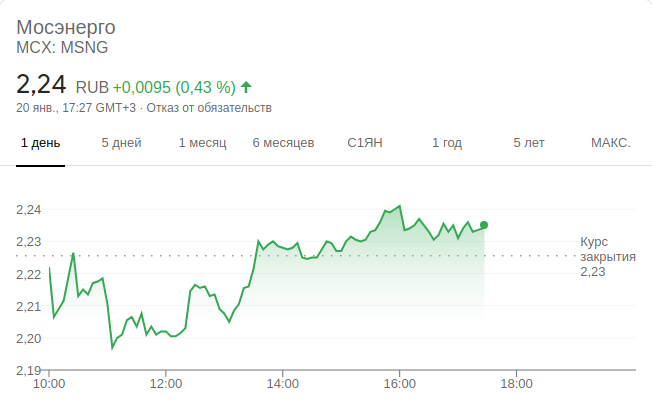 Мосэнерго
MCX: MSNG
2,24 RUB +0,0095 (0,43 %)
20 янв., 17:27 GMT+3 · Отказ от обязательств
1 день 5 дней 1 месяц 6 месяцев С1ЯН 1 год 5 лет МАКС.
2,24
2,23
2,22
2,21
2,20
2,19
Курс
закрытия
2,23
10:00 12:00 14:00 16:00 18:00